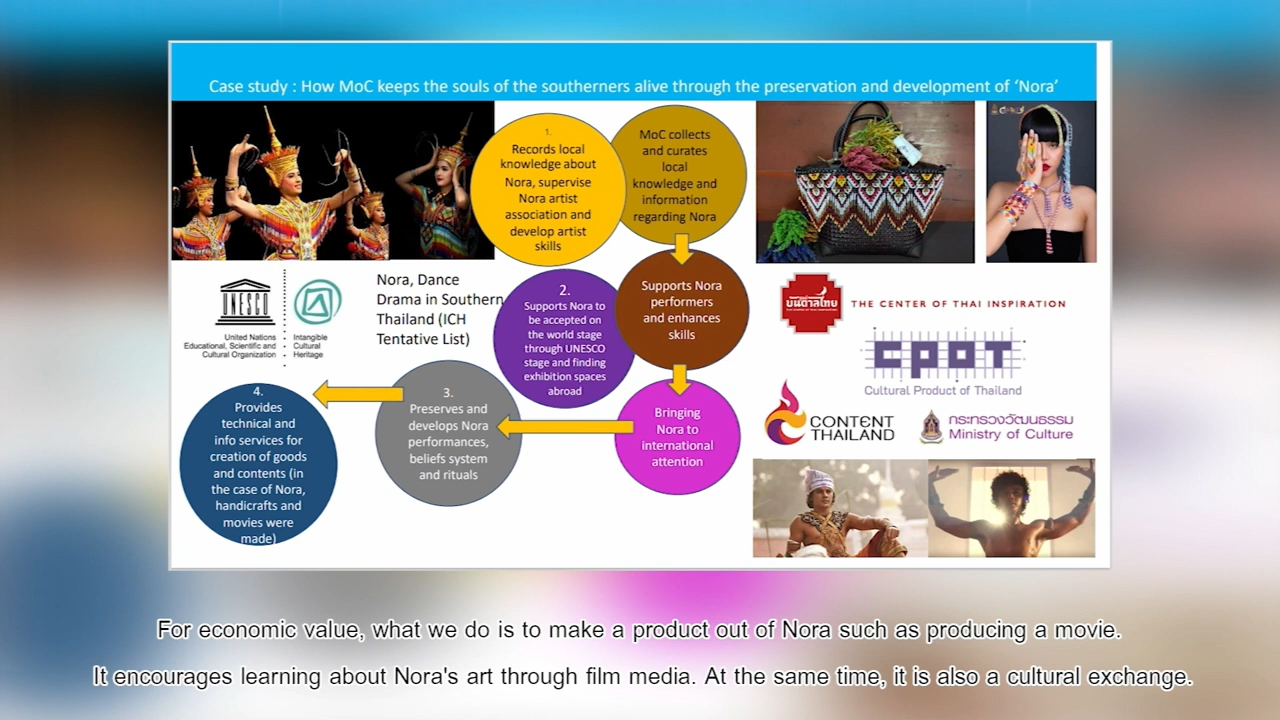 Case study : How MoC keeps the souls of the southerners alive through the preservation and development of ‘Nora’
1.
Records local
knowledge about
Nora, supervise
Nora artist
association and
develop artist
skills
MoC collects
and curates
local
knowledge and
information
regarding Nora
UNESCO
United Nations
Educational, Scientific and
Cultural Organization
Intangible
Cultural
Heritage
Nora, Dance
Drama in Southern
Thailand (ICH
Tentative List)
2.
Supports Nora to
be accepted on
the world stage
through UNESCO
stage and finding
exhibition spaces
abroad
Supports Nora
performers
and enhances
skills
บันดาลไทย
THE CENTER OF THAI INSPIRATION
CPOT
Cultural Product of Thailand
4.
Provides
technical and
info services for
creation of goods
and contents (in
the case of Nora,
handicrafts and
movies were
made)
3.
Preserves and
develops Nora
performances,
beliefs system
and rituals
Bringing
Nora to
international
attention
CONTENT
THAILAND
กระทรวงวัฒนธรรม
Ministry of Culture
For economic value, what we do is to make a product out of Nora such as producing a movie.
It encourages learning about Nora's art through film media. At the same time, it is also a cultural exchange.